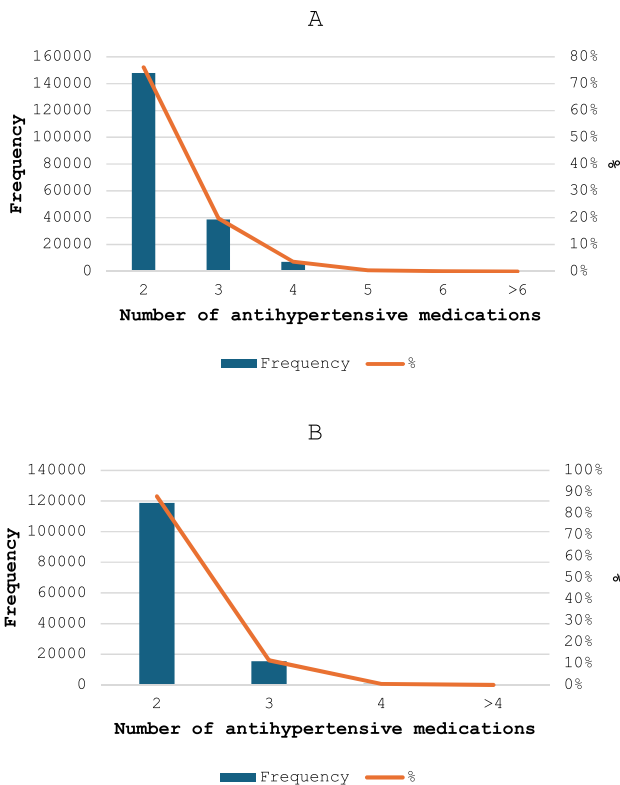 A
160000 80%
140000 70%
120000 60%
100000 50%
80000 40%
60000 30%
40000 20%
20000 10%
0 0%
Frequency
%
2 3 4 5 6 >6
Number of antihypertensive medications
Frequency %
B
140000 100%
120000 90%
100000 80%
80000 70%
60000 60%
40000 50%
20000 40%
0 30%
20%
10%
0%
Frequency
%
2 3 4 >4
Number of antihypertensive medications
Frequency %